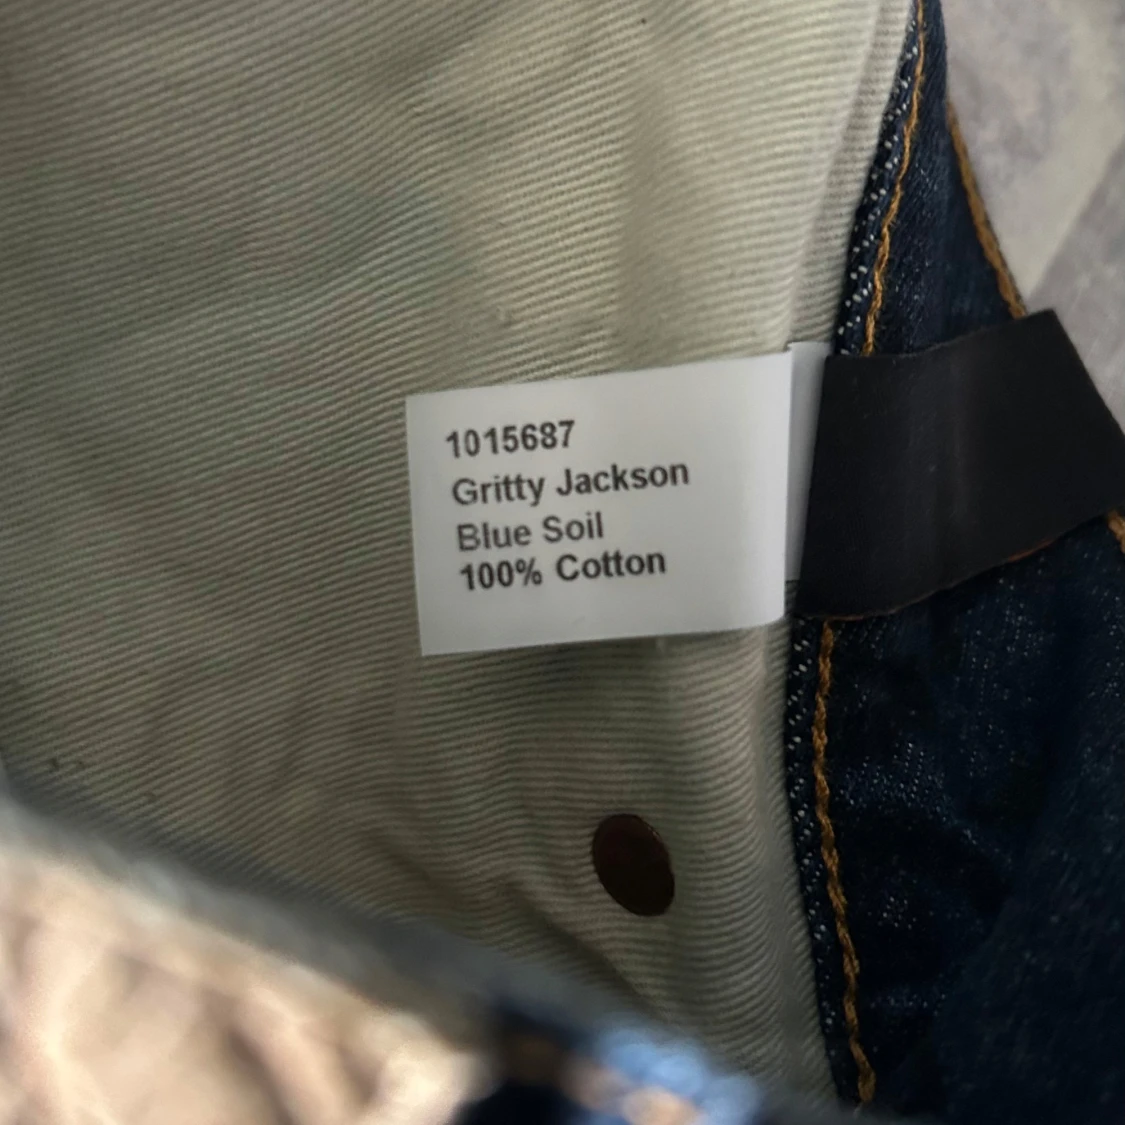 1015687
Gritty Jackson
Blue Soil
100% Cotton